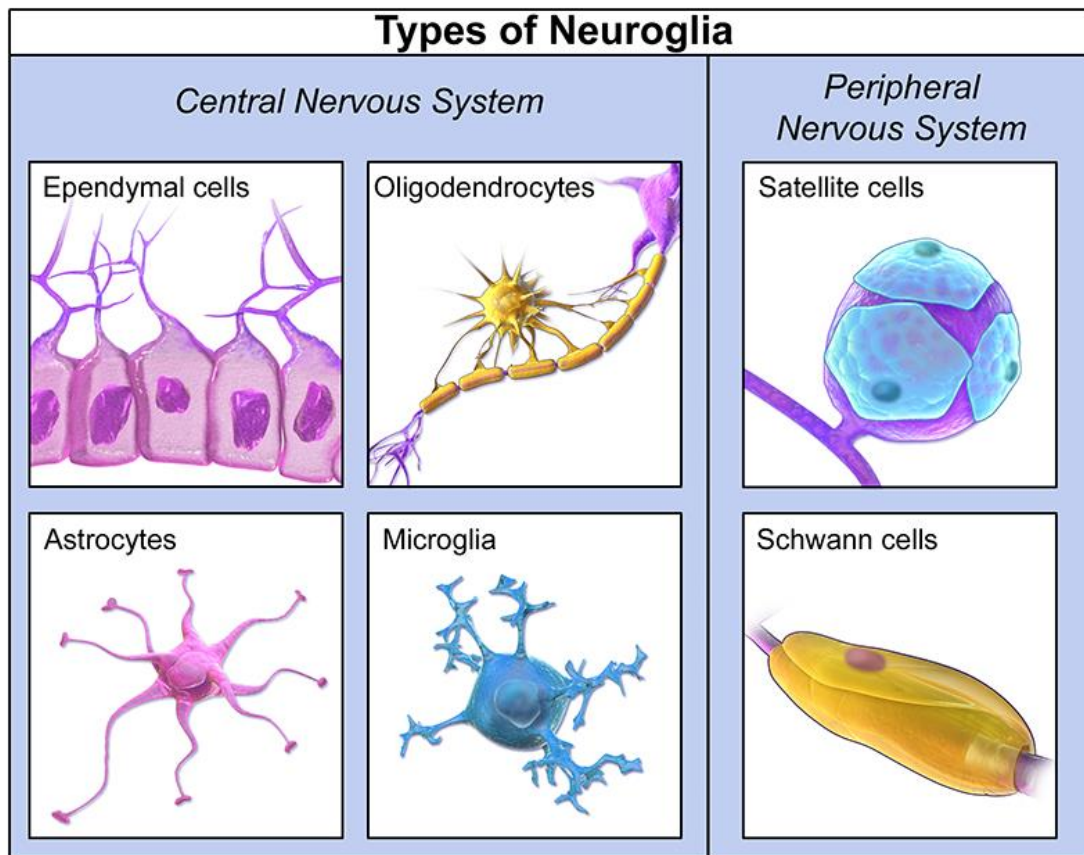 Types of Neuroglia
Central Nervous System
Peripheral
Nervous System
Ependymal cells
Oligodendrocytes
Satellite cells
Astrocytes
Microglia
Schwann cells